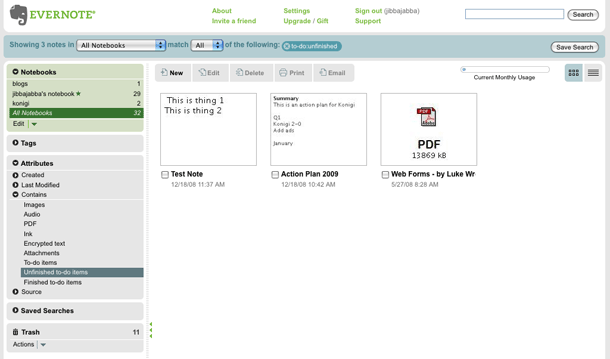 EVERNOTE®
About
Settings
Sign out (jibbajabba)
Invite a friend
Upgrade / Gift
Support
Search
Showing 3 notes in All Notebooks match All of the following: to-do:unfinished
Save Search
Notebooks
blogs 1
jibbajabba's notebook 29
konigi 2
All Notebooks 32
Edit
Tags
Attributes
Created
Last Modified
Contains
Images
Audio
PDF
Ink
Encrypted text
Attachments
To-do items
Unfinished to-do items
Finished to-do items
Source
Saved Searches
Trash 11
Actions
New
Edit
Delete
Print
Email
Current Monthly Usage
This is thing 1
This is thing 2
Test Note
12/18/08 11:37 AM
Summary
This is an action plan for Konigi
Q1
Konigi 2-0
Add ads
January
Action Plan 2009
12/18/08 10:42 AM
PDF
Adobe
PDF
13869 kB
Web Forms - by Luke Wr
5/27/08 8:28 AM